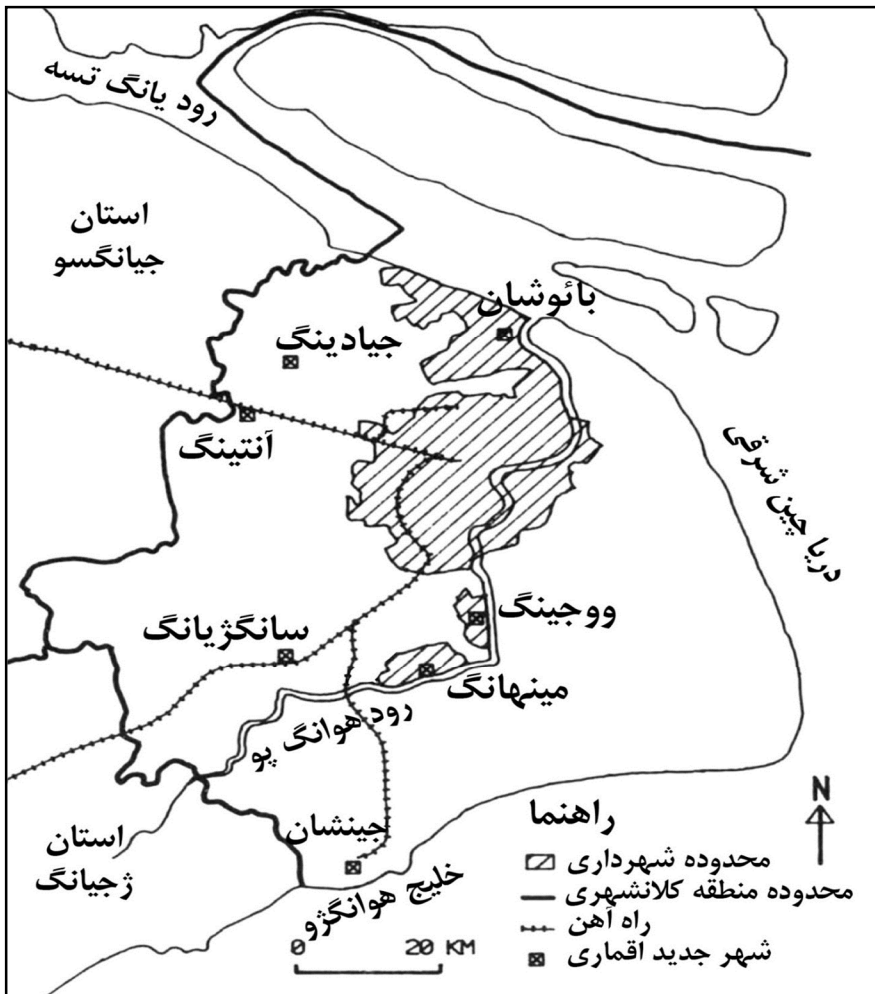 رود یانگ تسه
استان
جیانگسو
بائوشان
جیادینگ
آنتینگ
دریا چین شرقی
ووجینگ
سانگژیانگ
مینهانگ
رود هوانگ پو
جینشان
استان
ژجیانگ
خلیج هوانگژو
N
راهنما
محدوده شهرداری
محدوده منطقه کلانشهری
راه آهن
شهر جدید اقماری
0 20 KM